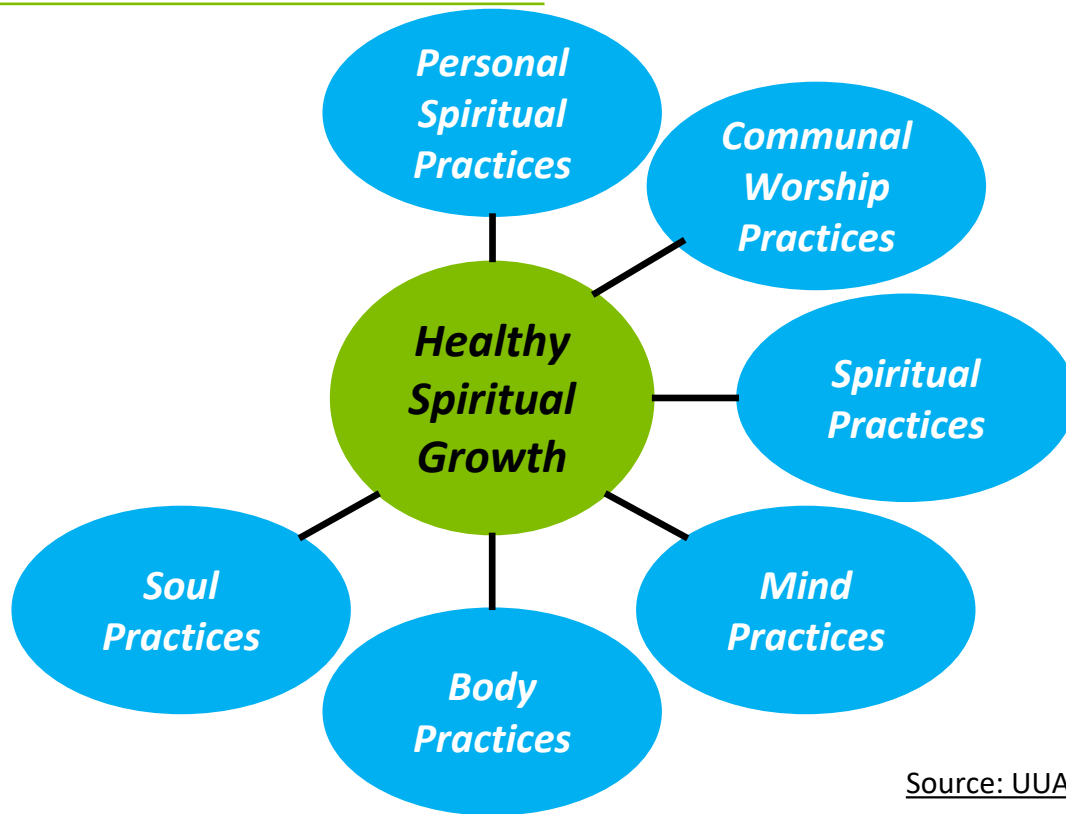 Personal
Spiritual
Practices
Communal
Worship
Practices
Healthy
Spiritual
Growth
Spiritual
Practices
Soul
Practices
Mind
Practices
Body
Practices
Source: UUA